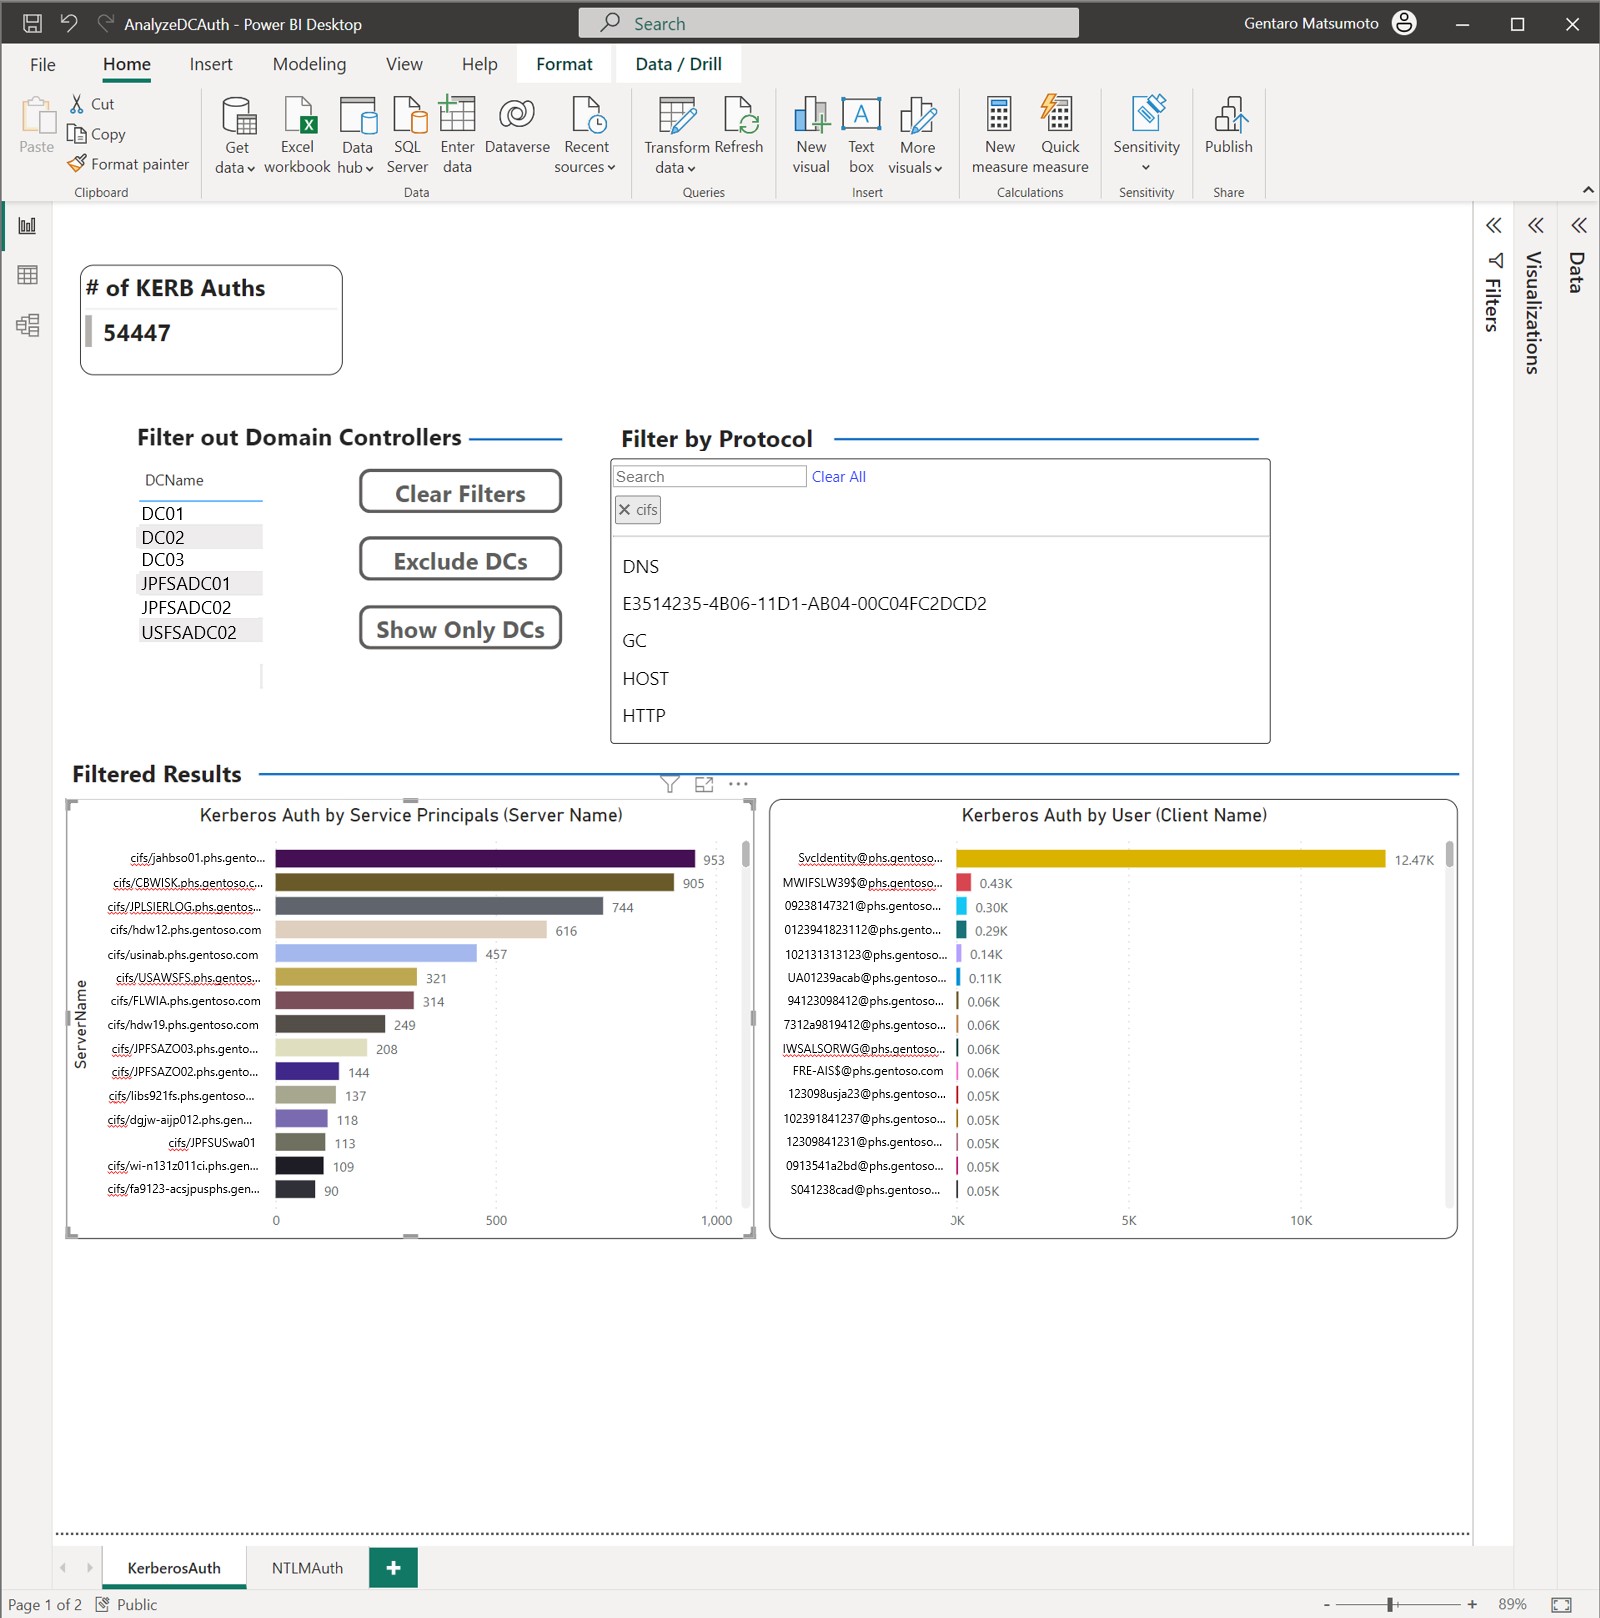 AnalyzeDCAuth - Power BI Desktop
Search
Gentaro Matsumoto
File Home Insert Modeling View Help Format Data / Drill
Paste
Cut
Copy
Format painter
Clipboard
Get data
Excel workbook
Data hub
SQL Server
Enter data
Dataverse
Recent sources
Data
Transform data
Refresh
Queries
New visual
Text box
More visuals
Insert
New measure
Quick measure
Calculations
Sensitivity
Sensitivity
Publish
Share
Filters
Visualizations
Data
# of KERB Auths
54447
Filter out Domain Controllers
DCName
DC01
DC02
DC03
JPFSADC01
JPFSADC02
USFSADC02
Clear Filters
Exclude DCs
Show Only DCs
Filter by Protocol
Search Clear All
cifs
DNS
E3514235-4B06-11D1-AB04-00C04FC2DCD2
GC
HOST
HTTP
Filtered Results
Kerberos Auth by Service Principals (Server Name)
ServerName
cifs/jahbso01.phs.gento... 953
cifs/CBWISK.phs.gentoso.c... 905
cifs/JPLSIERLOG.phs.gentos... 744
cifs/hdw12.phs.gentoso.com 616
cifs/usinab.phs.gentoso.com 457
cifs/USAWSFS.phs.gentos... 321
cifs/FLWIA.phs.gentoso.com 314
cifs/hdw19.phs.gentoso.com 249
cifs/JPFSAZO03.phs.gento... 208
cifs/JPFSAZO02.phs.gento... 144
cifs/libs921fs.phs.gentoso... 137
cifs/dgjw-aijp012.phs.gen... 118
cifs/JPFSUSwa01 113
cifs/wi-n131z011ci.phs.gen... 109
cifs/fa9123-acsjpusphs.gen... 90
0 500 1,000
Kerberos Auth by User (Client Name)
SvcIdentity@phs.gentoso... 12.47K
MWIFSLW39$@phs.gentoso... 0.43K
09238147321@phs.gentoso... 0.30K
0123941823112@phs.gento... 0.29K
102131313123@phs.gentoso... 0.14K
UA01239acab@phs.gentoso... 0.11K
94123098412@phs.gentoso... 0.06K
7312a9819412@phs.gentoso... 0.06K
IWSALSORWG@phs.gentoso... 0.06K
FRE-AIS$@phs.gentoso.com 0.06K
123098usja23@phs.gentoso... 0.05K
102391841237@phs.gentoso... 0.05K
12309841231@phs.gentoso... 0.05K
0913541a2bd@phs.gentoso... 0.05K
S041238cad@phs.gentoso... 0.05K
0K 5K 10K
KerberosAuth NTLMAuth +
Page 1 of 2 Public
- + 89%